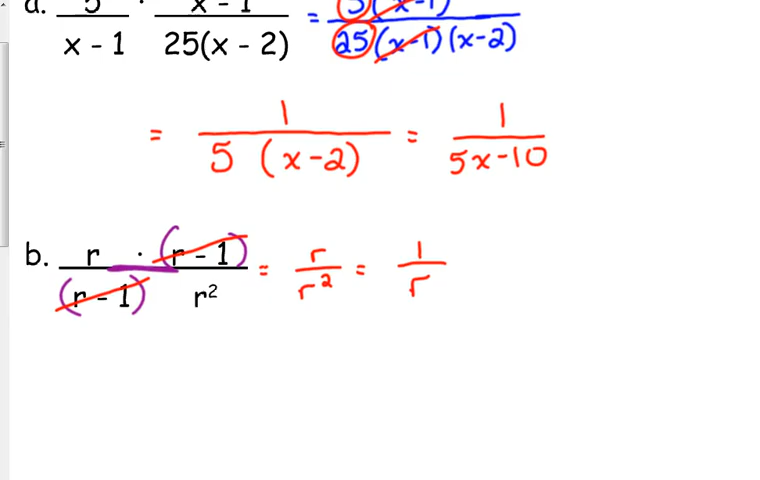 a. 5/(x - 1) · (x - 1)/(25(x - 2)) = 5(x-1)/(25(x-1)(x-2))
= 1/(5 (x-2)) = 1/(5x-10)
b. r/(r - 1) · (r - 1)/r² = r/r² = 1/r